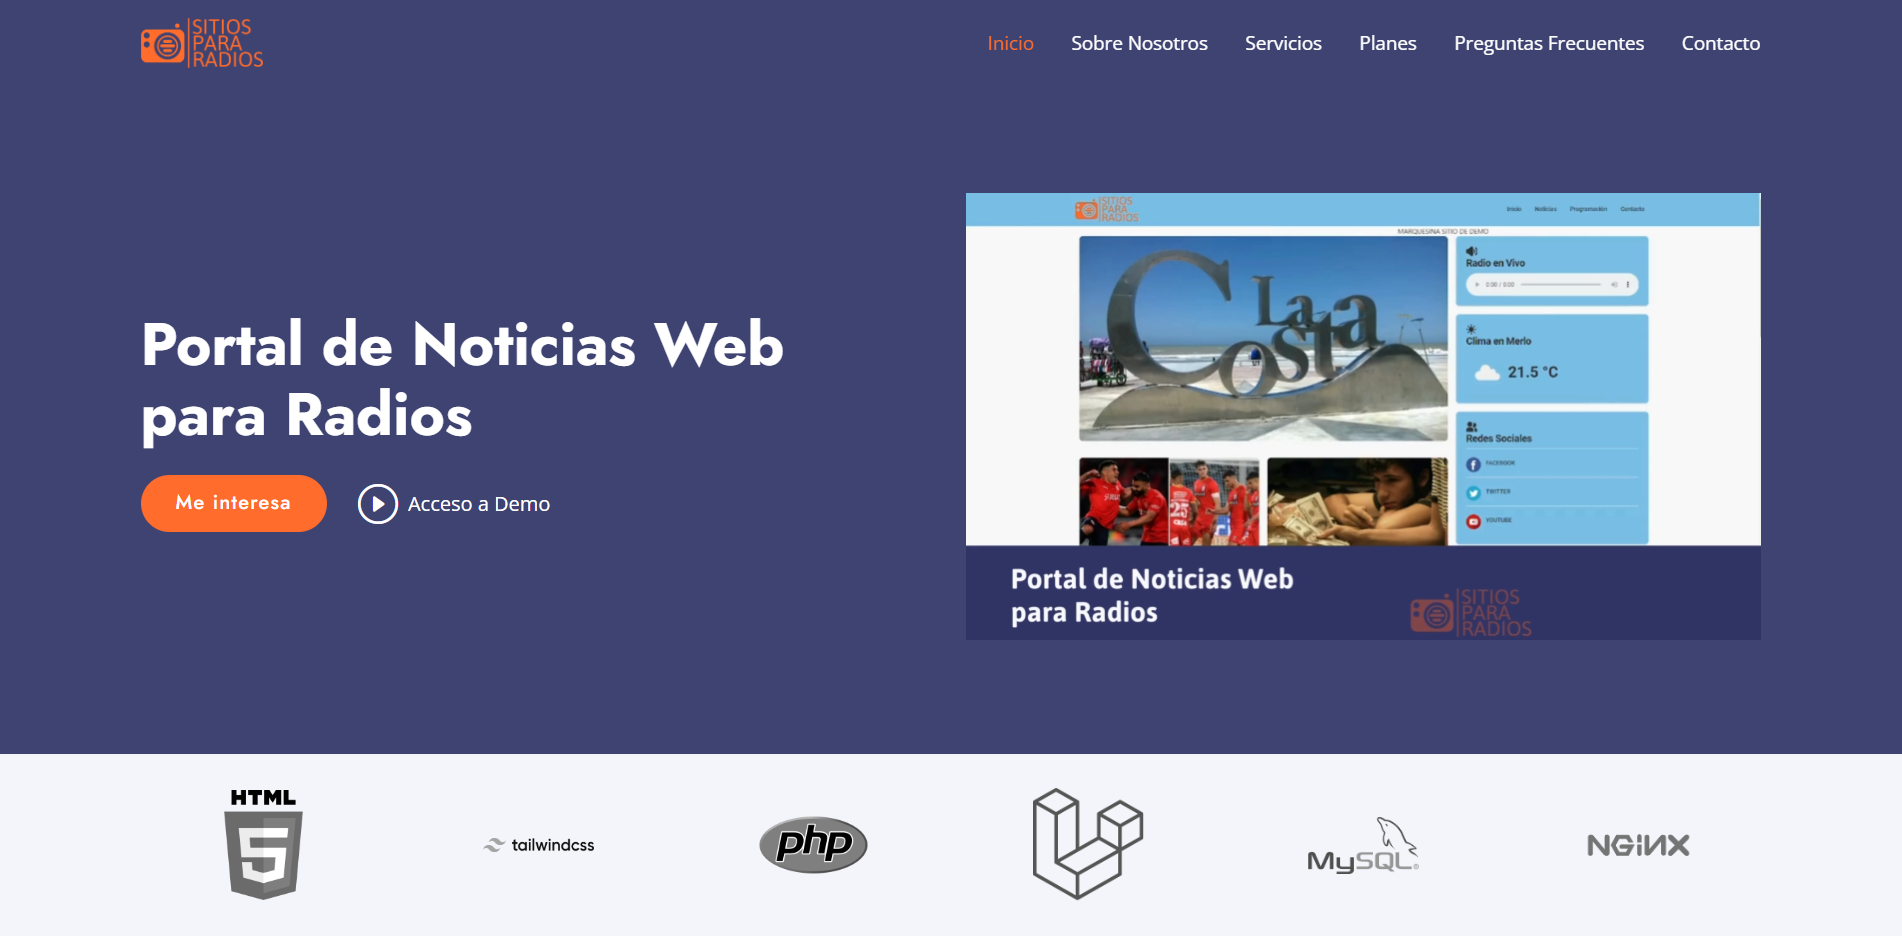 SITIOS
PARA
RADIOS
Inicio
Sobre Nosotros
Servicios
Planes
Preguntas Frecuentes
Contacto
Portal de Noticias Web
para Radios
Me interesa
Acceso a Demo
SITIOS
PARA
RADIOS
Inicio
Noticias
Programación
Contacto
MARQUESINA SITIO DE DEMO
La Costa
Radio en Vivo
0:00 / 0:00
Clima en Merlo
21.5 °C
Redes Sociales
FACEBOOK
TWITTER
YOUTUBE
25
Portal de Noticias Web
para Radios
SITIOS
PARA
RADIOS
HTML
5
tailwindcss
php
MySQL®
NGINX